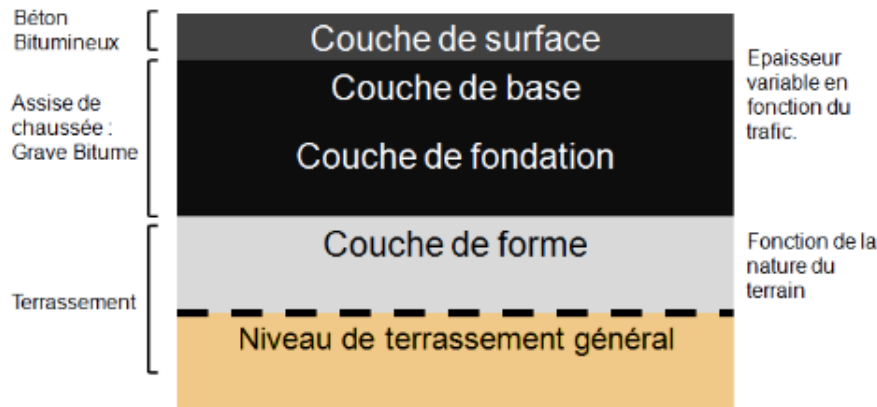 Béton
Bitumineux
Couche de surface
Assise de
chaussée :
Grave Bitume
Couche de base
Couche de fondation
Epaisseur
variable en
fonction du
trafic.
Terrassement
Couche de forme
Niveau de terrassement général
Fonction de la
nature du
terrain